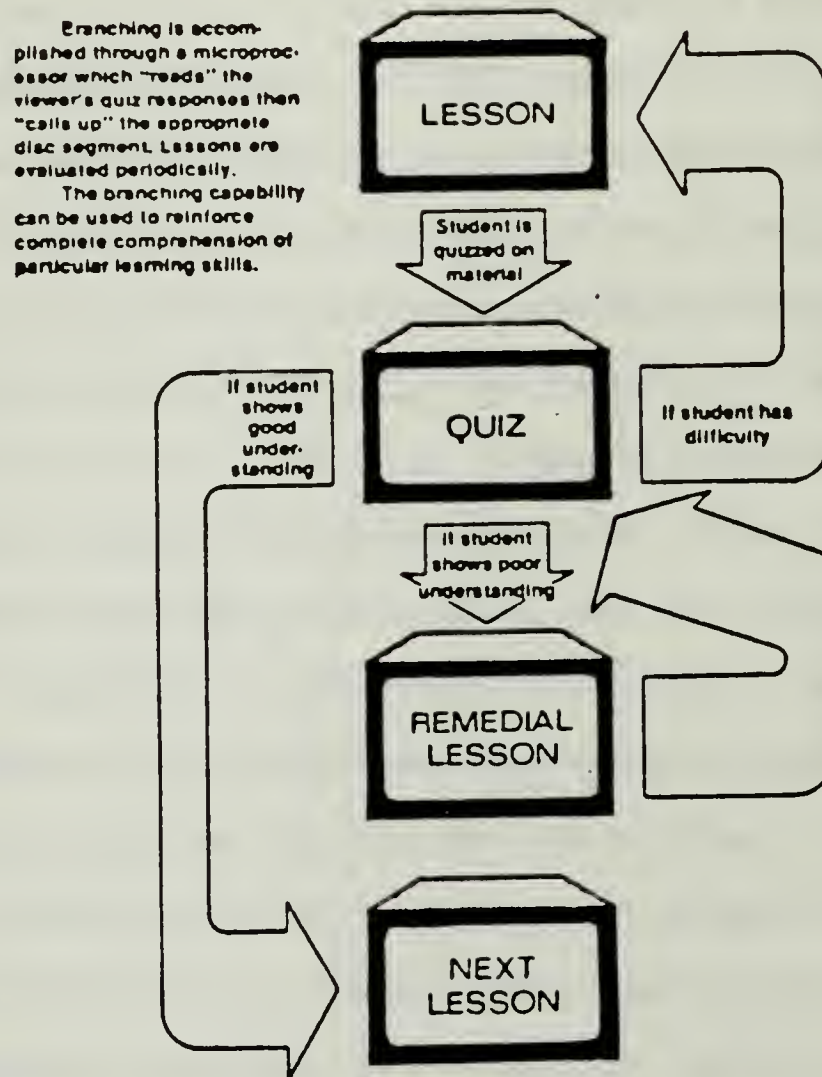 Branching is accom-
plished through a microproc-
essor which "reads" the
viewer's quiz responses then
"calls up" the appropriate
disc segment. Lessons are
evaluated periodically.
The branching capability
can be used to reinforce
complete comprehension of
particular learning skills.
LESSON
Student is
quizzed on
material
If student
shows
good
under-
standing
QUIZ
If student has
difficulty
If student
shows poor
understanding
REMEDIAL
LESSON
NEXT
LESSON